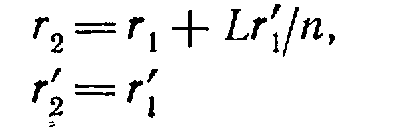 r₂ = r₁ + Lr′₁/n,
r′₂ = r′₁